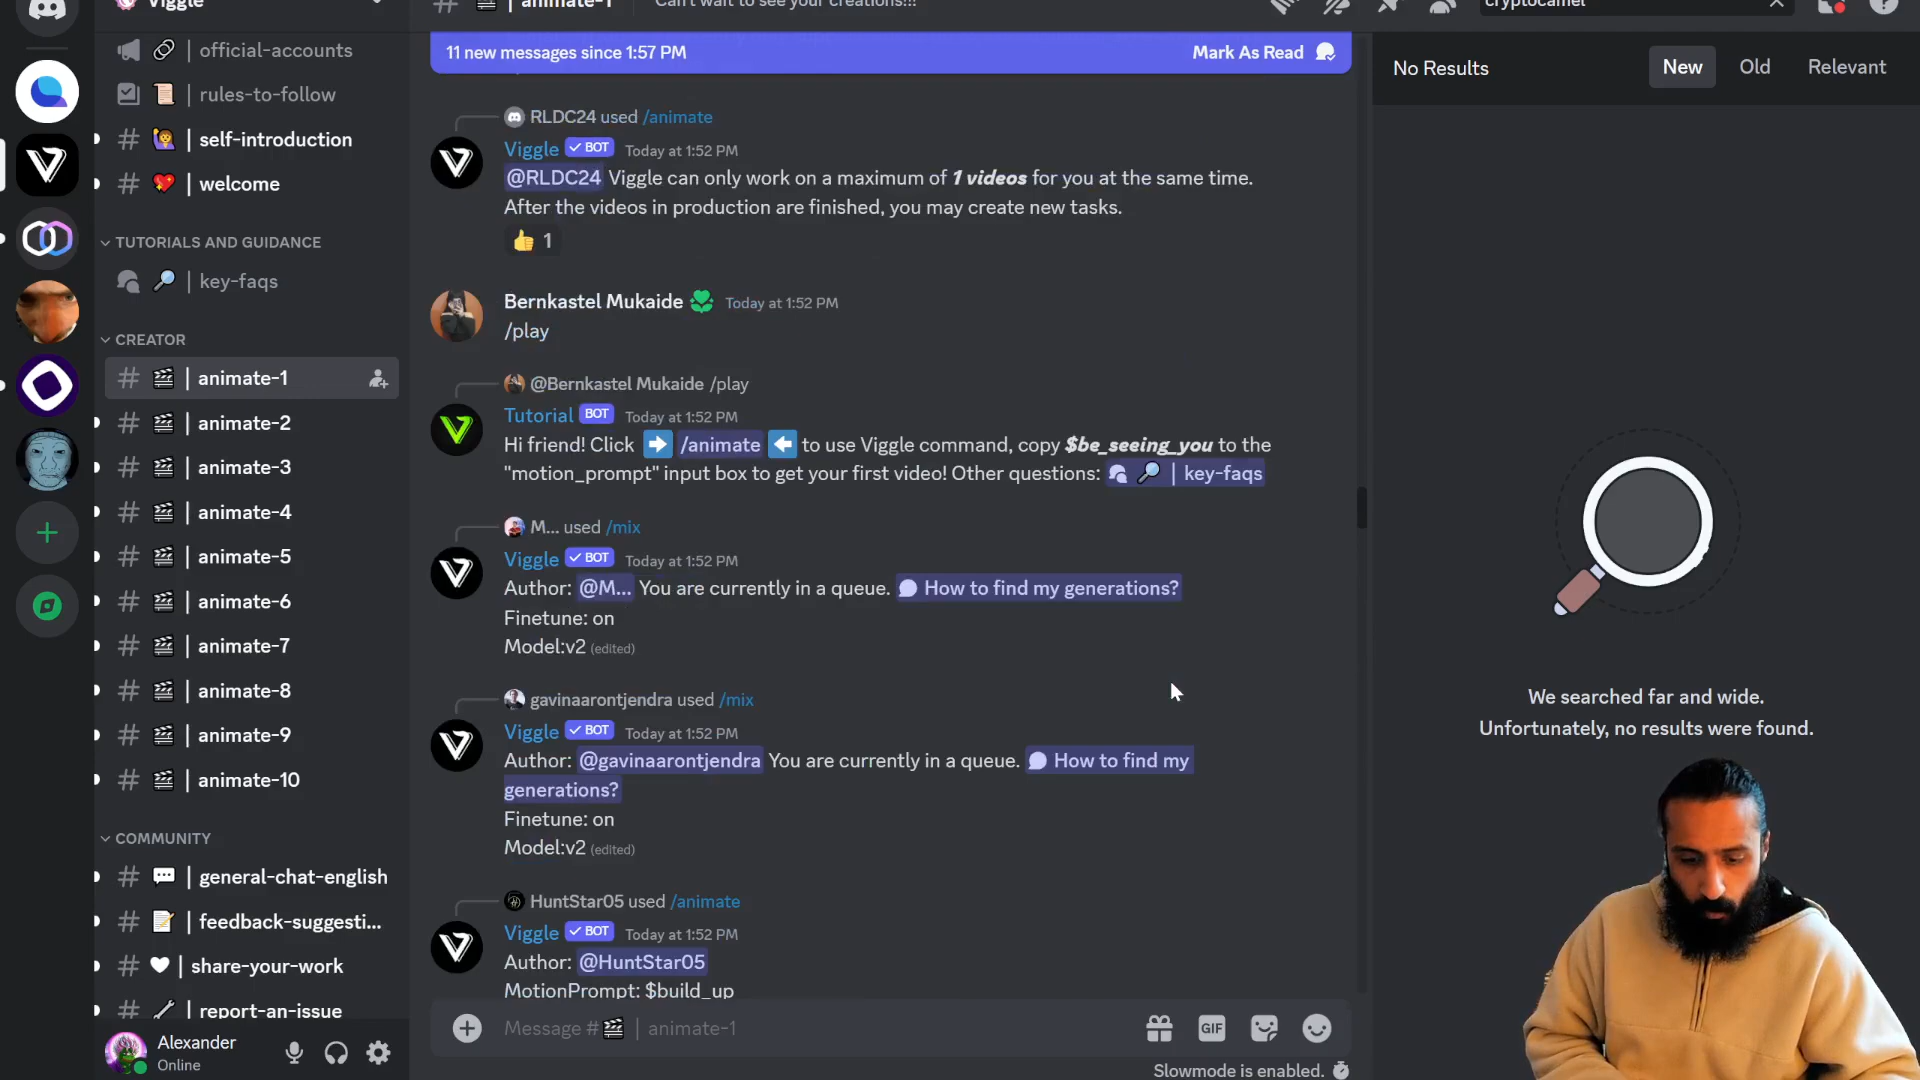 Viggle
| animate-1
Can't wait to see your creations!!!
cryptocamel
| official-accounts
| rules-to-follow
| self-introduction
| welcome
TUTORIALS AND GUIDANCE
| key-faqs
CREATOR
| animate-1
| animate-2
| animate-3
| animate-4
| animate-5
| animate-6
| animate-7
| animate-8
| animate-9
| animate-10
COMMUNITY
| general-chat-english
| feedback-suggesti...
| share-your-work
| report-an-issue
Alexander
Online
11 new messages since 1:57 PM
Mark As Read
RLDC24 used /animate
Viggle ✓ BOT Today at 1:52 PM
@RLDC24 Viggle can only work on a maximum of 1 videos for you at the same time.
After the videos in production are finished, you may create new tasks.
1
Bernkastel Mukaide Today at 1:52 PM
/play
@Bernkastel Mukaide /play
Tutorial BOT Today at 1:52 PM
Hi friend! Click /animate to use Viggle command, copy $be_seeing_you to the
"motion_prompt" input box to get your first video! Other questions: | key-faqs
M... used /mix
Viggle ✓ BOT Today at 1:52 PM
Author: @M... You are currently in a queue. How to find my generations?
Finetune: on
Model:v2 (edited)
gavinaarontjendra used /mix
Viggle ✓ BOT Today at 1:52 PM
Author: @gavinaarontjendra You are currently in a queue. How to find my
generations?
Finetune: on
Model:v2 (edited)
HuntStar05 used /animate
Viggle ✓ BOT Today at 1:52 PM
Author: @HuntStar05
MotionPrompt: $build_up
Message # | animate-1
GIF
Slowmode is enabled.
No Results
New
Old
Relevant
We searched far and wide.
Unfortunately, no results were found.